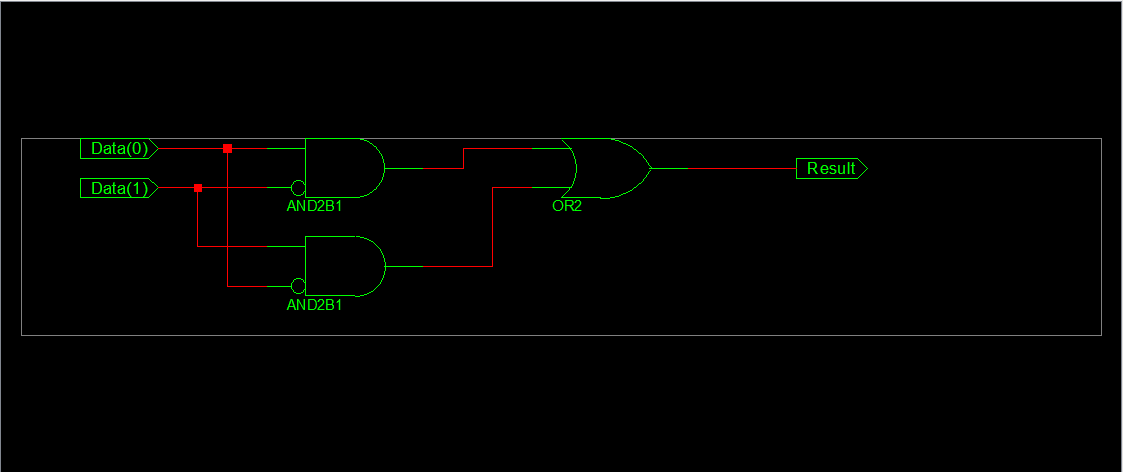 Data(0)
Data(1)
AND2B1
OR2
Result
AND2B1